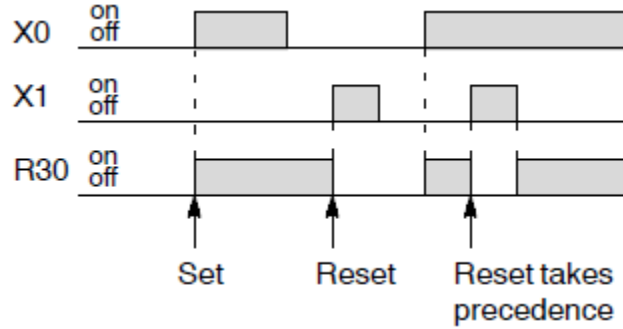 X0 on
off
X1 on
off
R30 on
off
Set Reset Reset takes
precedence